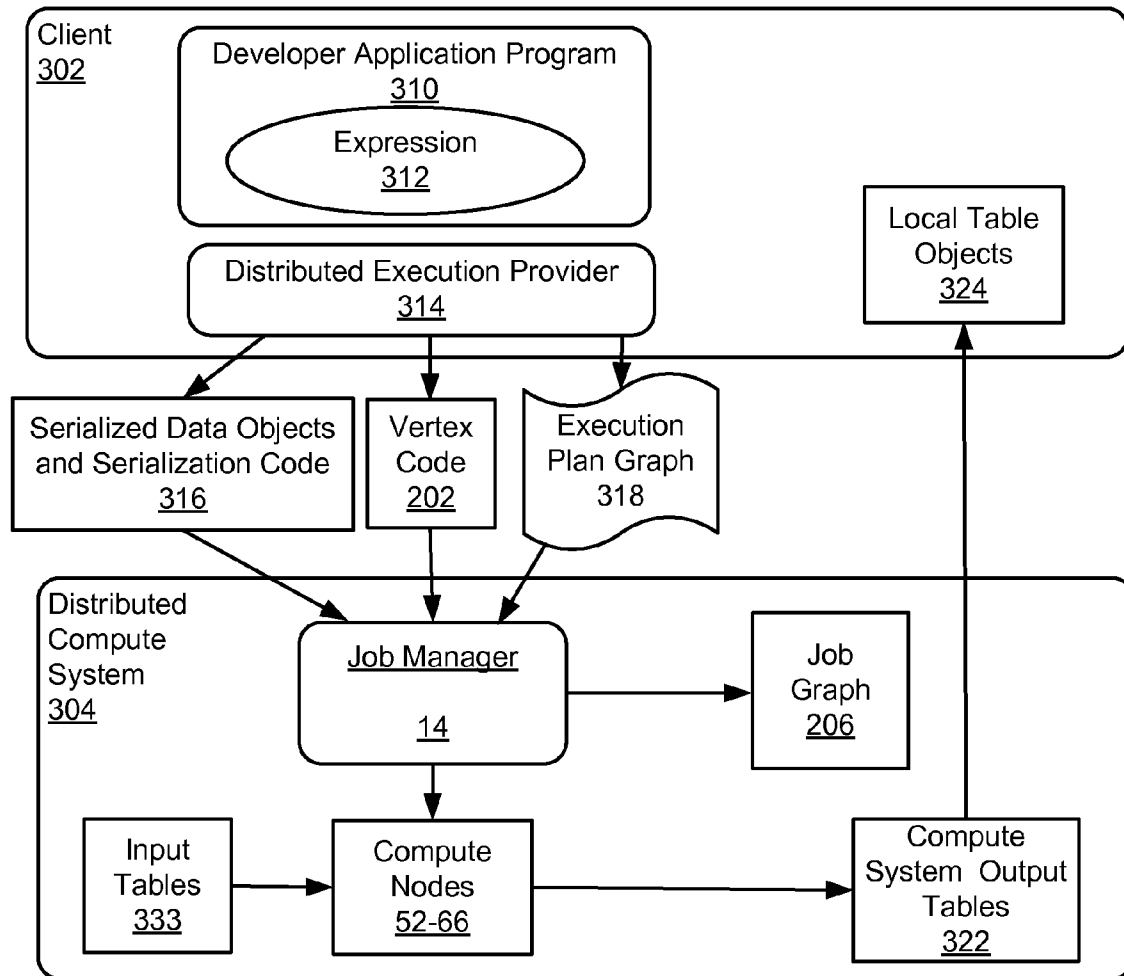 Client
302
Developer Application Program
310
Expression
312
Distributed Execution Provider
314
Local Table
Objects
324
Serialized Data Objects
and Serialization Code
316
Vertex
Code
202
Execution
Plan Graph
318
Distributed
Compute
System
304
Job Manager
14
Job
Graph
206
Input
Tables
333
Compute
Nodes
52-66
Compute
System Output
Tables
322